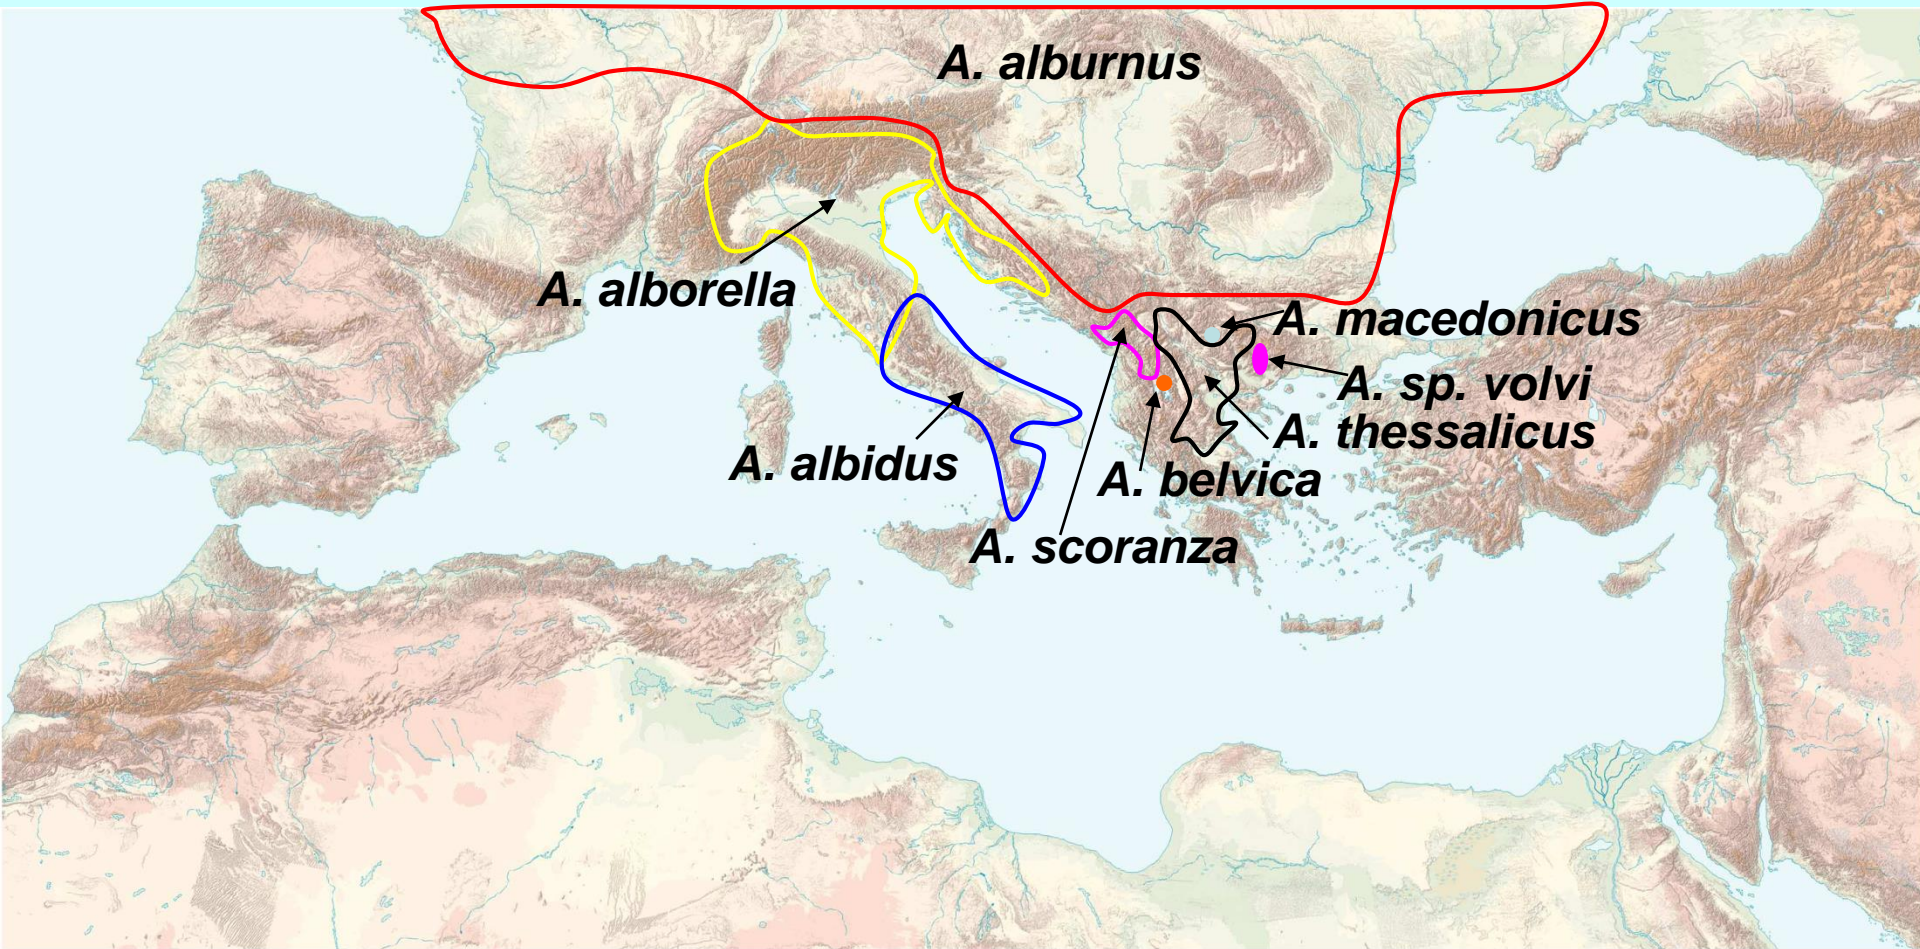 A. alburnus
A. alborella
A. macedonicus
A. sp. volvi
A. thessalicus
A. albidus
A. belvica
A. scoranza